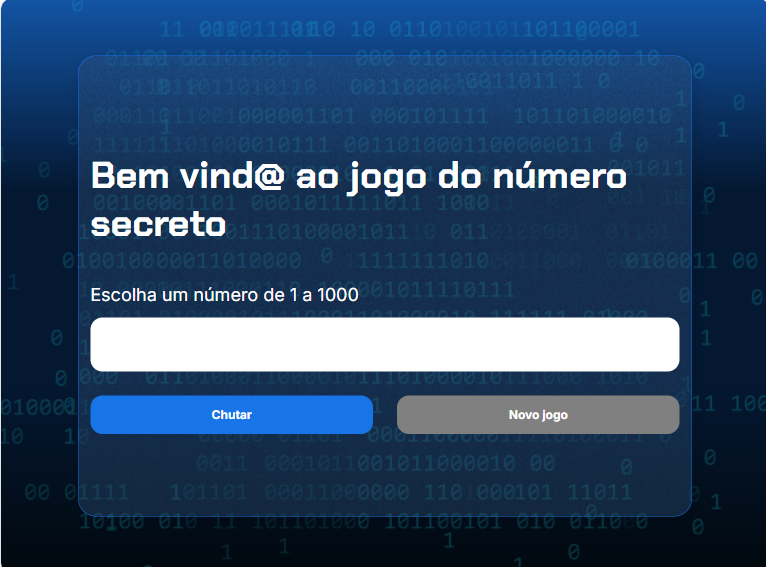 Bem vind@ ao jogo do número
secreto
Escolha um número de 1 a 1000
Chutar
Novo jogo